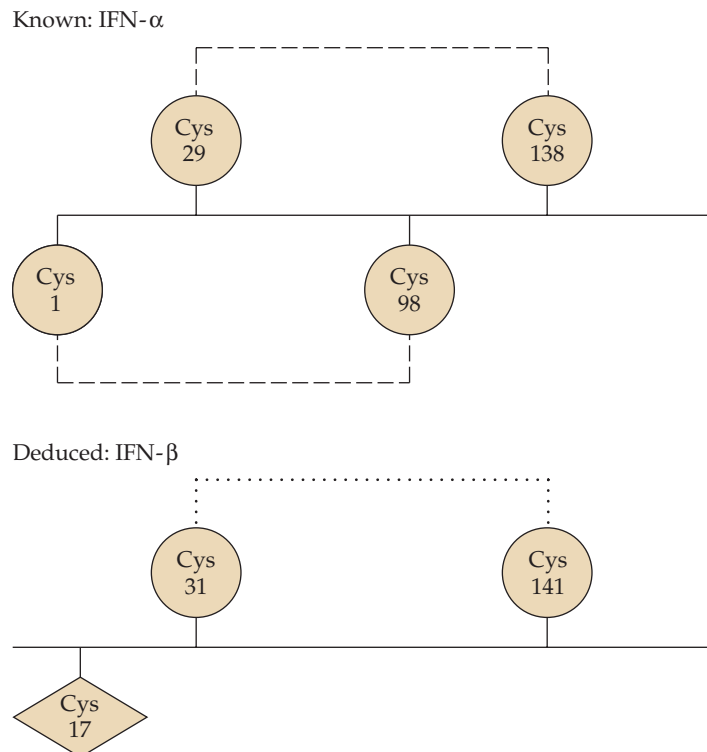 Known: IFN-α
Cys
29
Cys
138
Cys
1
Cys
98
Deduced: IFN-β
Cys
31
Cys
141
Cys
17